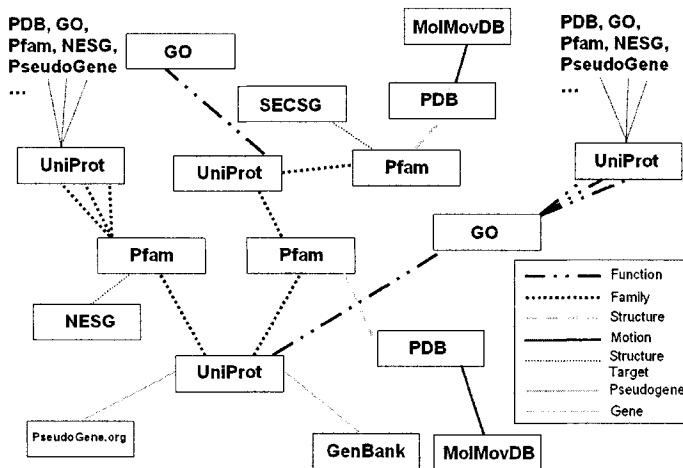 PDB, GO,
Pfam, NESG,
PseudoGene
...
GO
MolMovDB
PDB, GO,
Pfam, NESG,
PseudoGene
...
SECSG
PDB
UniProt
UniProt
Pfam
UniProt
GO
Pfam
Pfam
NESG
PDB
UniProt
PseudoGene.org
GenBank
MolMovDB
Function
Family
Structure
Motion
Structure
Target
Pseudogene
Gene